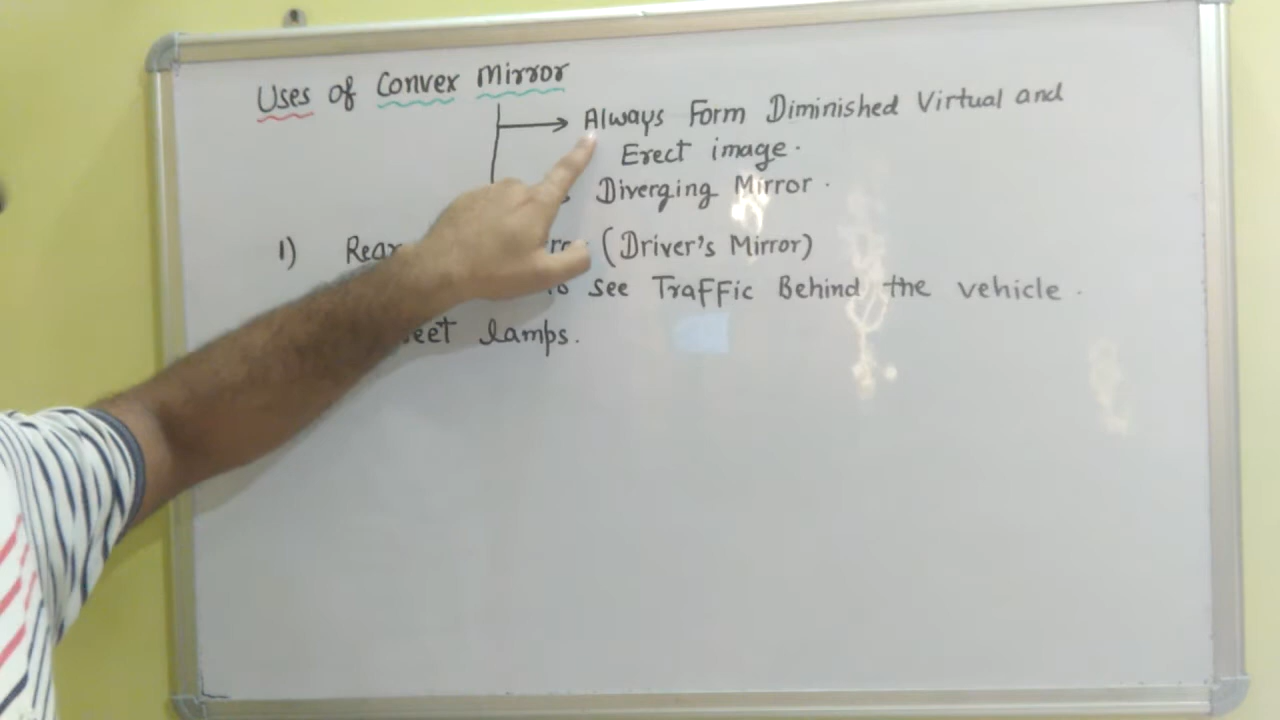 Uses of Convex Mirror
Always Form Diminished Virtual and
Erect image.
Diverging Mirror.
1) (Driver's Mirror)
see Traffic Behind the vehicle.
lamps.